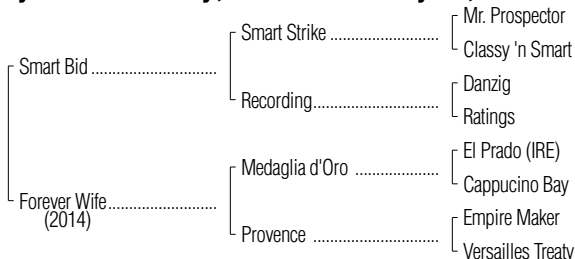 Mr. Prospector
Smart Strike ........................
Classy 'n Smart
Smart Bid ...........................
Danzig
Recording...........................
Ratings
El Prado (IRE)
Medaglia d'Oro ..................
Cappucino Bay
Forever Wife.......................
(2014)
Empire Maker
Provence ...........................
Versailles Treaty